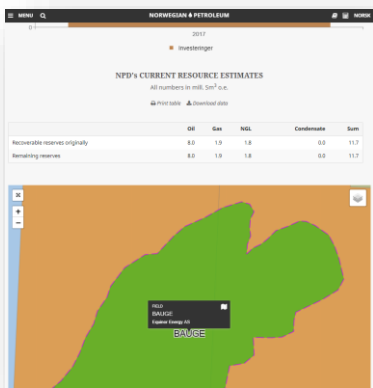 MENU NORWEGIAN PETROLEUM NORSK
0
2017
Investeringer
NPD's CURRENT RESOURCE ESTIMATES
All numbers in mill. Sm³ o.e.
Print table Download data
Oil Gas NGL Condensate Sum
Recoverable reserves originally 8.0 1.9 1.8 0.0 11.7
Remaining reserves 8.0 1.9 1.8 0.0 11.7
+
−
FIELD
BAUGE
Equinor Energy AS
BAUGE